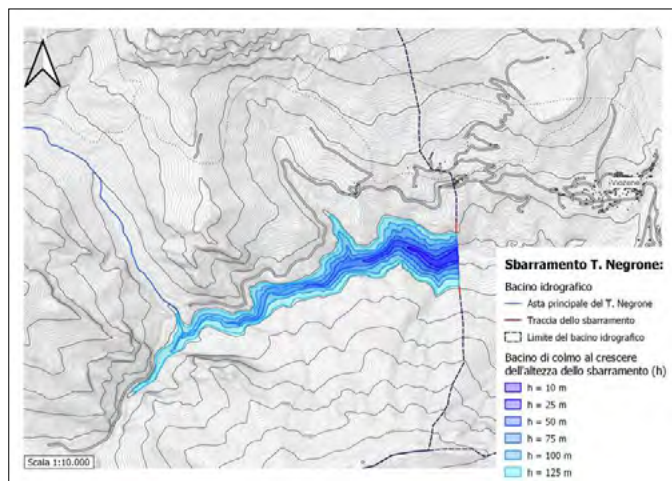 Viozene
Sbarramento T. Negrone:
Bacino idrografico
Asta principale del T. Negrone
Traccia dello sbarramento
Limite del bacino idrografico
Bacino di colmo al crescere
dell'altezza dello sbarramento (h)
h = 10 m
h = 25 m
h = 50 m
h = 75 m
h = 100 m
h = 125 m
Scala 1:10.000